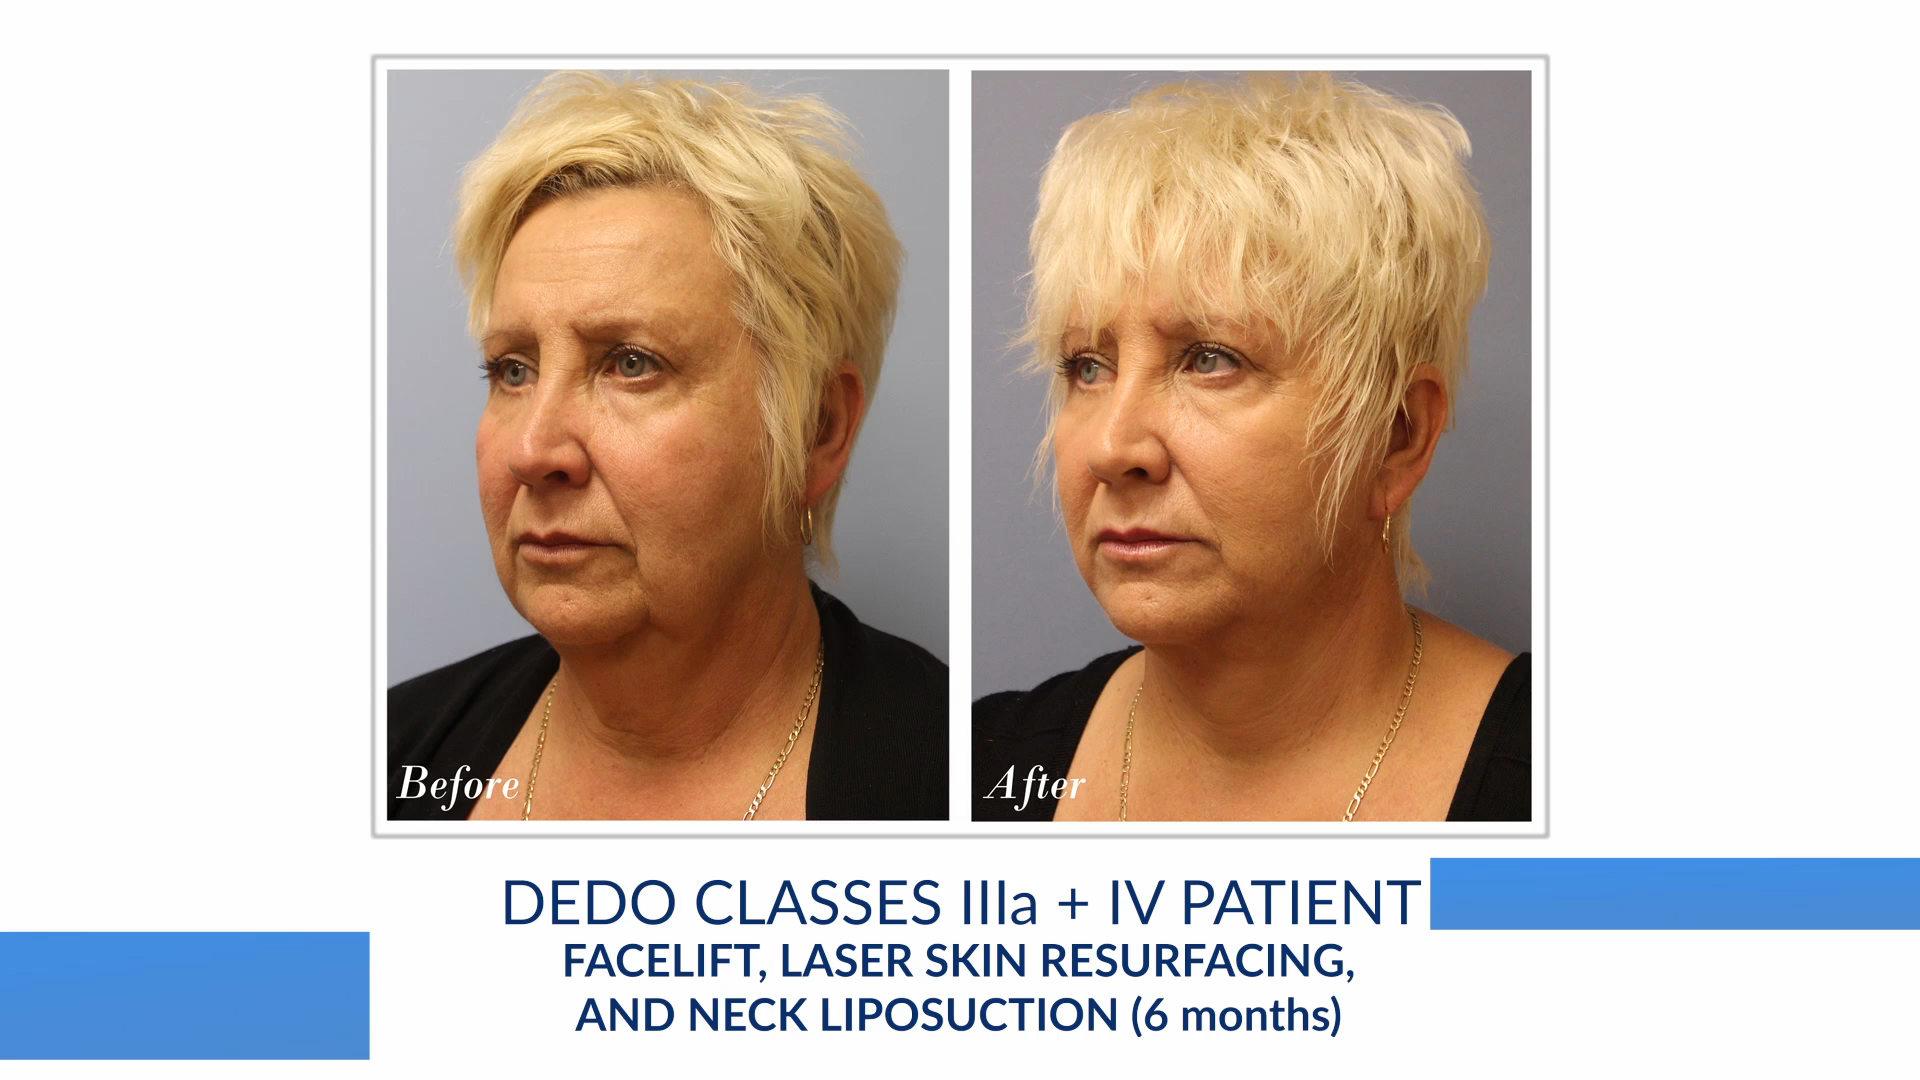 Before
After
DEDO CLASSES IIIa + IV PATIENT
FACELIFT, LASER SKIN RESURFACING,
AND NECK LIPOSUCTION (6 months)